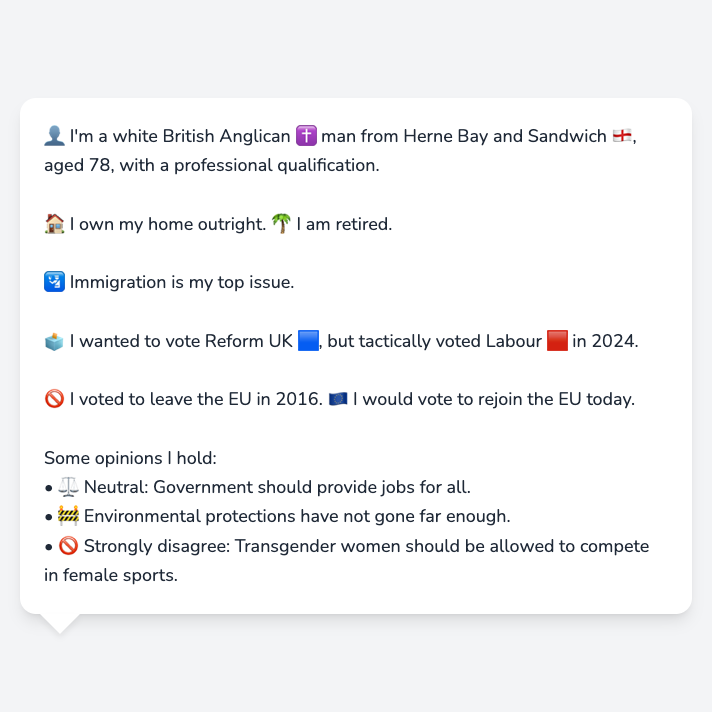 👤 I'm a white British Anglican ✝️ man from Herne Bay and Sandwich 🏴󠁧󠁢󠁥󠁮󠁧󠁿,
aged 78, with a professional qualification.
🏠 I own my home outright. 🌴 I am retired.
🛂 Immigration is my top issue.
🗳️ I wanted to vote Reform UK 🟦, but tactically voted Labour 🟥 in 2024.
🚫 I voted to leave the EU in 2016. 🇪🇺 I would vote to rejoin the EU today.
Some opinions I hold:
• ⚖️ Neutral: Government should provide jobs for all.
• 🚧 Environmental protections have not gone far enough.
• 🚫 Strongly disagree: Transgender women should be allowed to compete
in female sports.